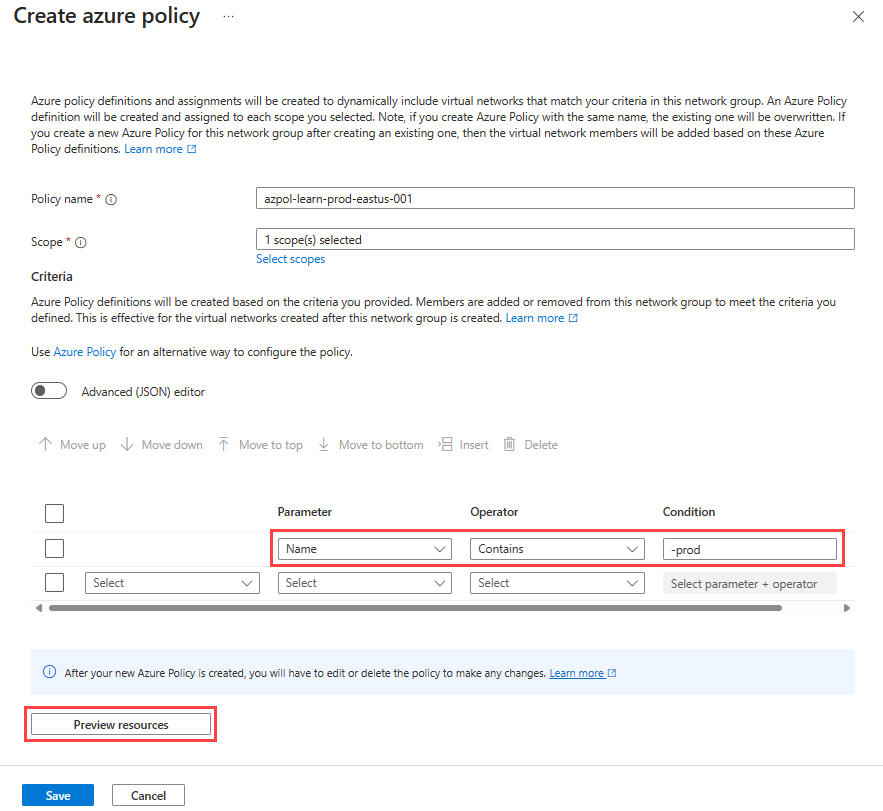 Create azure policy ...
Azure policy definitions and assignments will be created to dynamically include virtual networks that match your criteria in this network group. An Azure Policy
definition will be created and assigned to each scope you selected. Note, if you create Azure Policy with the same name, the existing one will be overwritten. If
you create a new Azure Policy for this network group after creating an existing one, then the virtual network members will be added based on these Azure
Policy definitions. Learn more
Policy name * azpol-learn-prod-eastus-001
Scope * 1 scope(s) selected
Select scopes
Criteria
Azure Policy definitions will be created based on the criteria you provided. Members are added or removed from this network group to meet the criteria you
defined. This is effective for the virtual networks created after this network group is created. Learn more
Use Azure Policy for an alternative way to configure the policy.
Advanced (JSON) editor
Move up Move down Move to top Move to bottom Insert Delete
Parameter Operator Condition
Name Contains -prod
Select Select Select Select parameter + operator
After your new Azure Policy is created, you will have to edit or delete the policy to make any changes. Learn more
Preview resources
Save Cancel